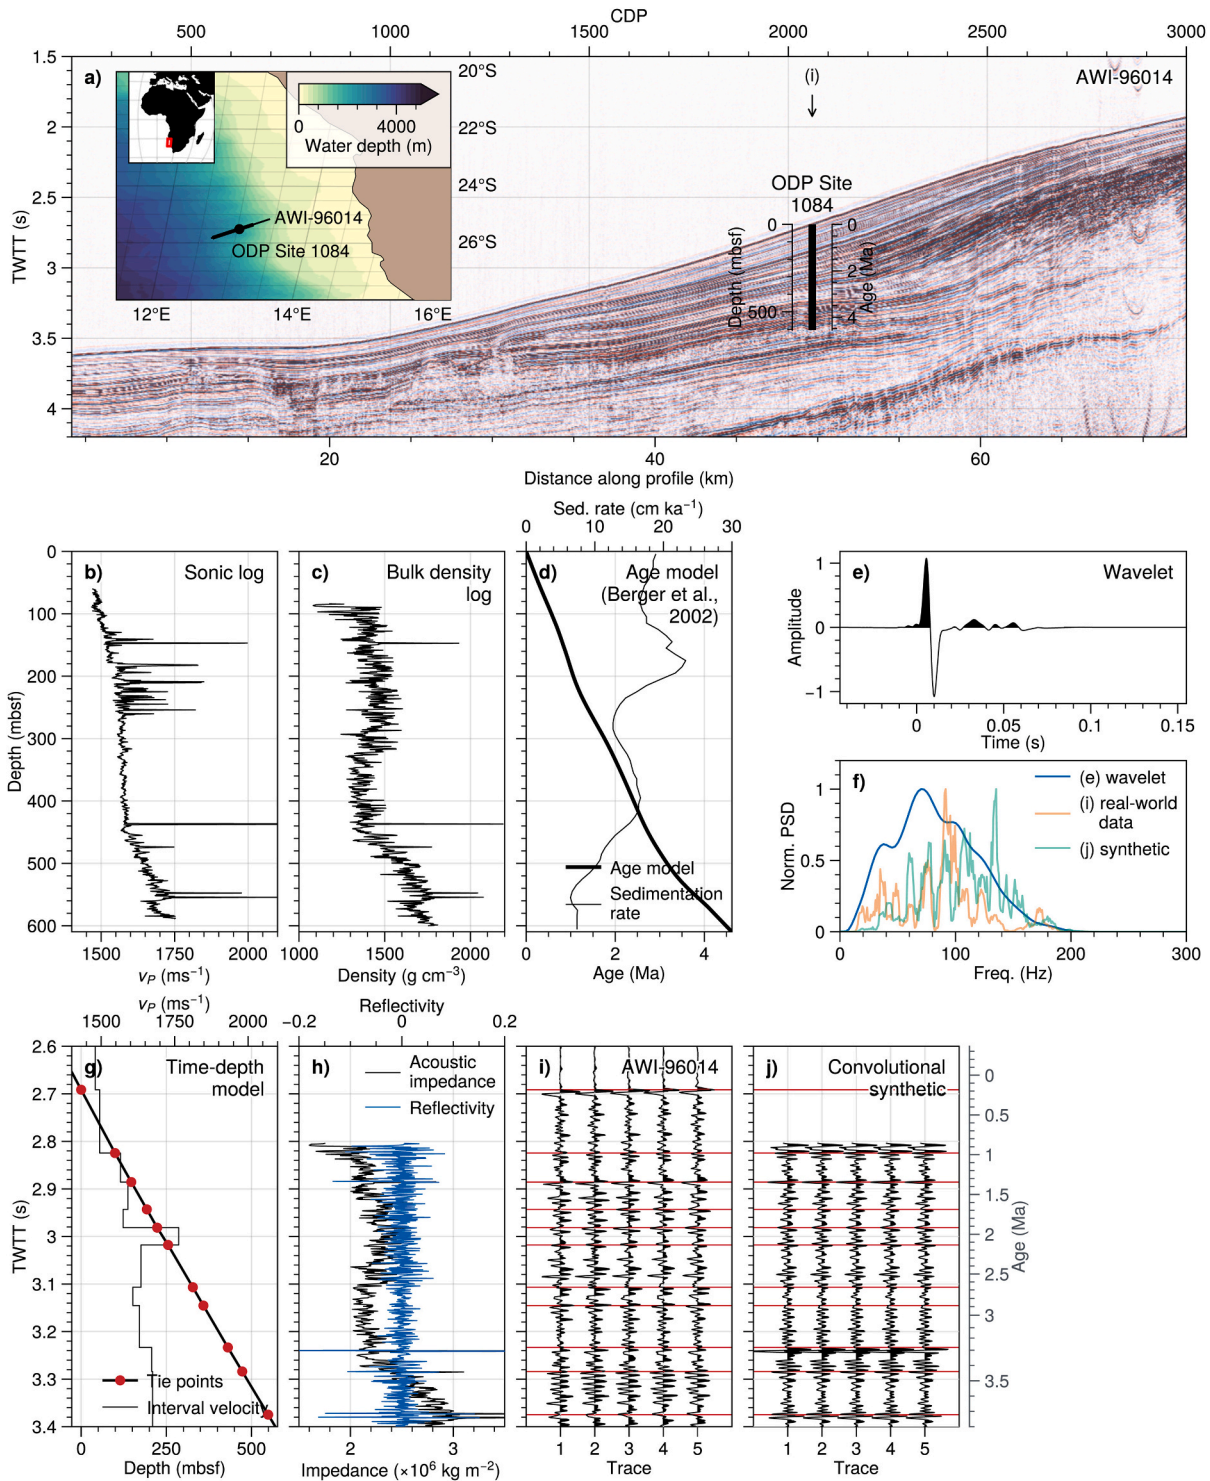 CDP
500 1000 1500 2000 2500 3000
1.5
2
2.5
3
3.5
4
TWTT (s)
a)
20°S
22°S
24°S
26°S
0 4000
Water depth (m)
AWI-96014
ODP Site 1084
12°E 14°E 16°E
(i)
AWI-96014
ODP Site
1084
0
500
Depth (mbsf)
0
2
4
Age (Ma)
20 40 60
Distance along profile (km)
b) Sonic log
0
100
200
300
400
500
600
Depth (mbsf)
1500 1750 2000
vP (ms−1)
c) Bulk density
log
1000 1500 2000
Density (g cm−3)
Sed. rate (cm ka−1)
0 10 20 30
d) Age model
(Berger et al.,
2002)
Age model
Sedimentation
rate
0 2 4
Age (Ma)
e) Wavelet
1
0
−1
Amplitude
0 0.05 0.1 0.15
Time (s)
f)
(e) wavelet
(i) real-world
data
(j) synthetic
1
0.5
0
Norm. PSD
0 100 200 300
Freq. (Hz)
vP (ms−1)
1500 1750 2000
g) Time-depth
model
2.6
2.7
2.8
2.9
3
3.1
3.2
3.3
3.4
TWTT (s)
Tie points
Interval velocity
0 250 500
Depth (mbsf)
Reflectivity
−0.2 0 0.2
h) Acoustic
impedance
Reflectivity
2 3
Impedance (×10⁶ kg m−2)
i) AWI-96014
1 2 3 4 5
Trace
j) Convolutional
synthetic
1 2 3 4 5
Trace
0
0.5
1
1.5
2
2.5
3
3.5
Age (Ma)